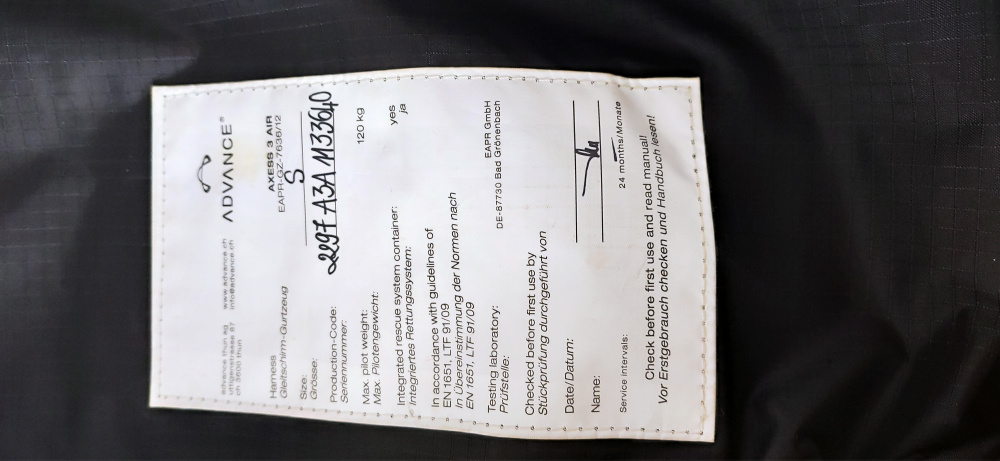 advance thun ag www.advance.ch
uttigenstrasse 87 info@advance.ch
ch 3600 thun
ADVANCE®
Harness AXESS 3 AIR
Gleitschirm-Gurtzeug EAPR-GZ-7636/12
Size: S
Grösse:
Production-Code: 2297 A3A M33640
Seriennummer:
Max. pilot weight: 120 kg
Max. Pilotengewicht:
Integrated rescue system container: yes
Integriertes Rettungssystem: ja
In accordance with guidelines of
EN 1651, LTF 91/09
In Übereinstimmung der Normen nach
EN 1651, LTF 91/09
Testing laboratory: EAPR GmbH
Prüfstelle: DE-87730 Bad Grönenbach
Checked before first use by
Stückprüfung durchgeführt von
Date/Datum:
Name:
Service intervals: 24 months/Monate
Check before first use and read manual!
Vor Erstgebrauch checken und Handbuch lesen!